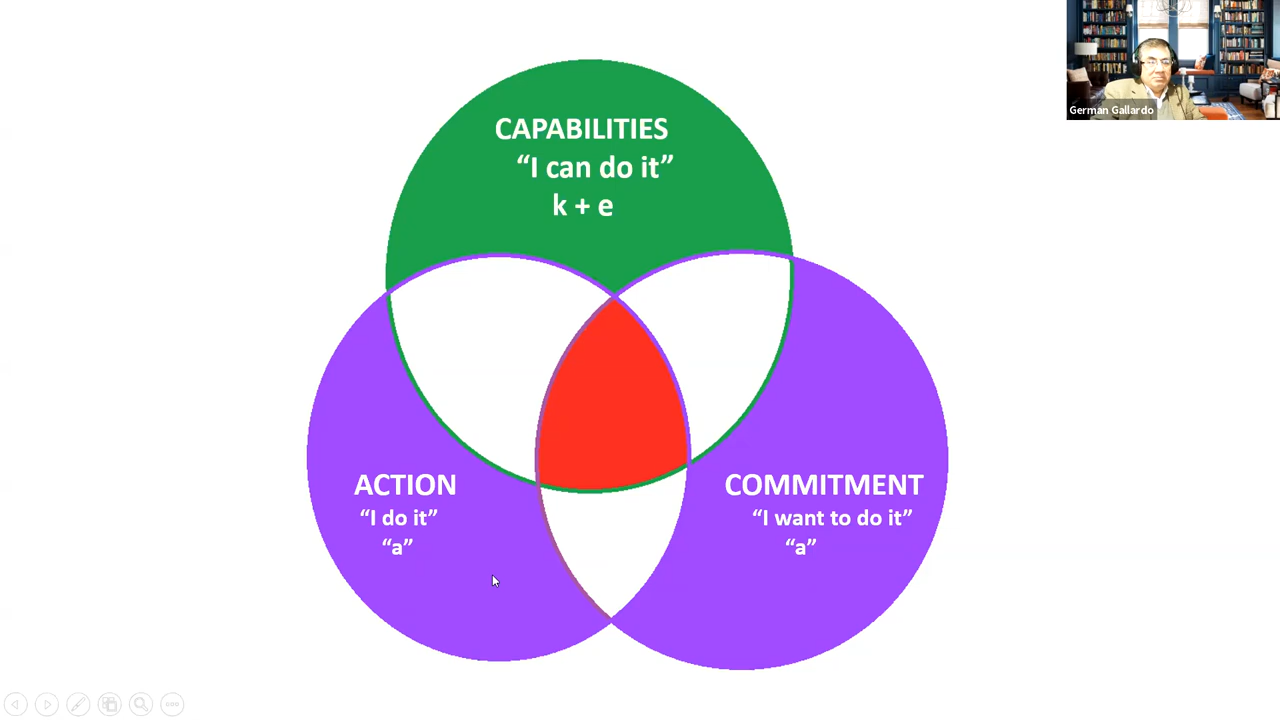 CAPABILITIES
“I can do it”
k + e
ACTION
“I do it”
“a”
COMMITMENT
“I want to do it”
“a”
German Gallardo